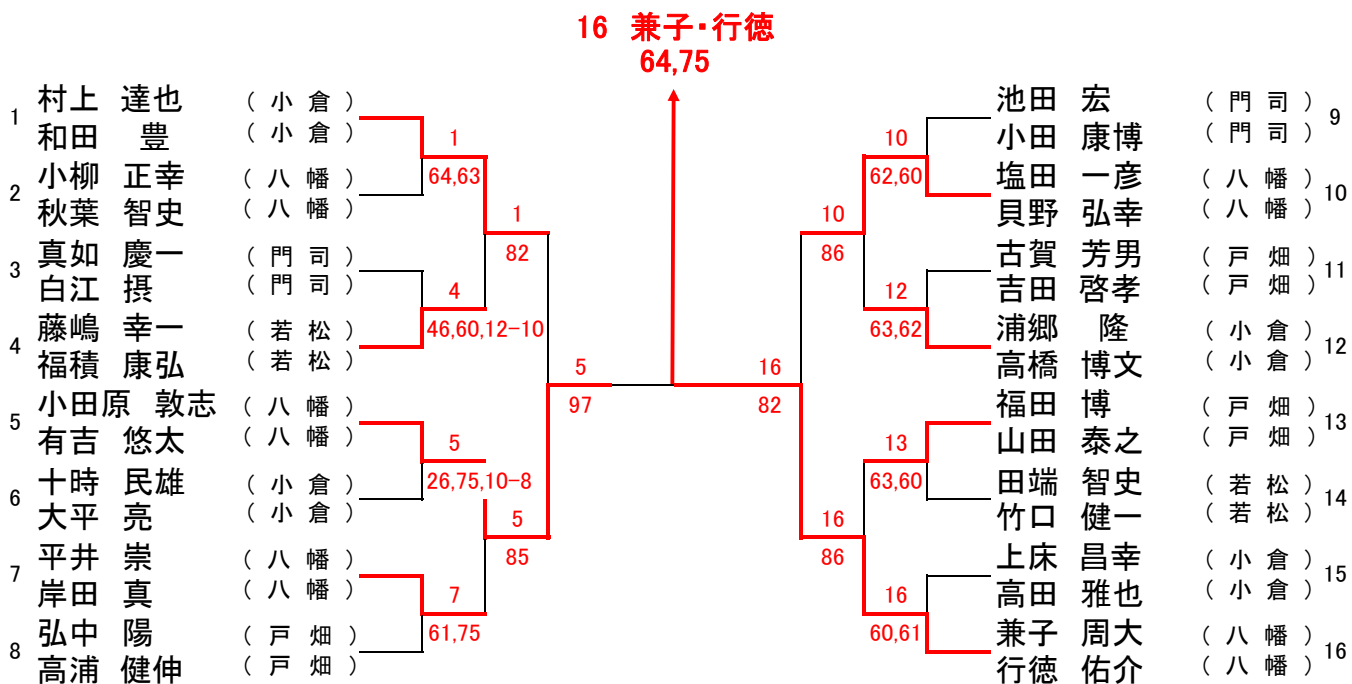 16 兼子・行徳
64,75
1 村上 達也 (小倉)
和田 豊 (小倉)
2 小柳 正幸 (八幡)
秋葉 智史 (八幡)
3 真如 慶一 (門司)
白江 摂 (門司)
4 藤嶋 幸一 (若松)
福積 康弘 (若松)
5 小田原 敦志 (八幡)
有吉 悠太 (八幡)
6 十時 民雄 (小倉)
大平 亮 (小倉)
7 平井 崇 (八幡)
岸田 真 (八幡)
8 弘中 陽 (戸畑)
高浦 健伸 (戸畑)
1
64,63
4
46,60,12-10
5
26,75,10-8
7
61,75
1
82
5
85
5
97
16
82
10
86
16
86
10
62,60
12
63,62
13
63,60
16
60,61
池田 宏 (門司) 9
小田 康博 (門司)
塩田 一彦 (八幡) 10
貝野 弘幸 (八幡)
古賀 芳男 (戸畑) 11
吉田 啓孝 (戸畑)
浦郷 隆 (小倉) 12
高橋 博文 (小倉)
福田 博 (戸畑) 13
山田 泰之 (戸畑)
田端 智史 (若松) 14
竹口 健一 (若松)
上床 昌幸 (小倉) 15
高田 雅也 (小倉)
兼子 周大 (八幡) 16
行徳 佑介 (八幡)